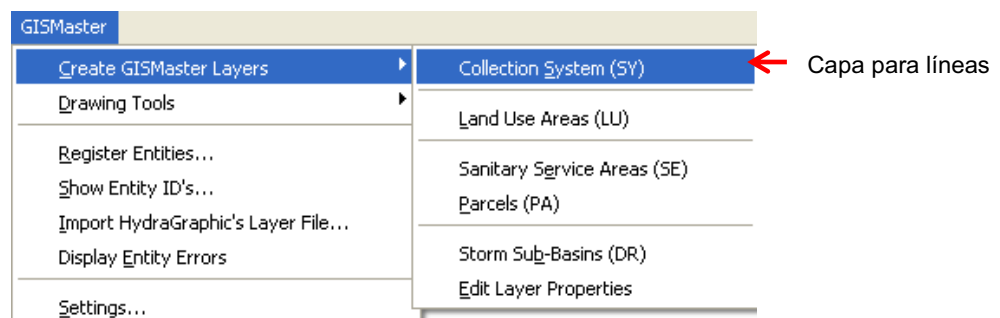 GISMaster
Create GISMaster Layers
Drawing Tools
Register Entities...
Show Entity ID's...
Import HydraGraphic's Layer File...
Display Entity Errors
Settings...
Collection System (SY)
Land Use Areas (LU)
Sanitary Service Areas (SE)
Parcels (PA)
Storm Sub-Basins (DR)
Edit Layer Properties
Capa para líneas